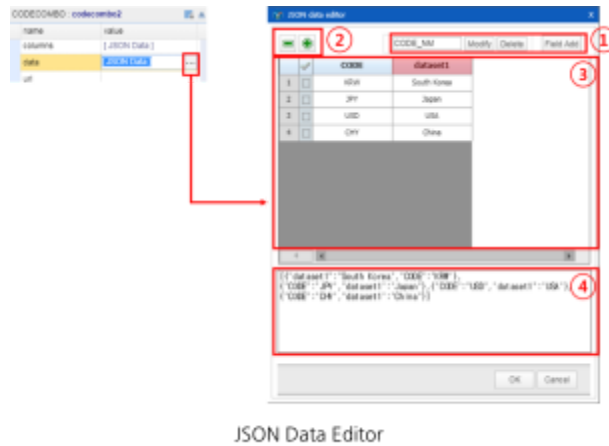 CODECOMBO : codecombo2
name value
columns [JSON Data]
data [JSON Data] ...
url
JSON data editor x
② CODE_NM Modify Delete Field Add ①
③
CODE dataset1
1 KRW South Korea
2 JPY Japan
3 USD USA
4 CHY China
[{"dataset1":"South Korea","CODE":"KRW"},
{"CODE":"JPY","dataset1":"Japan"},{"CODE":"USD","dataset1":"USA"},
{"CODE":"CHY","dataset1":"China"}]
④
OK Cancel
JSON Data Editor